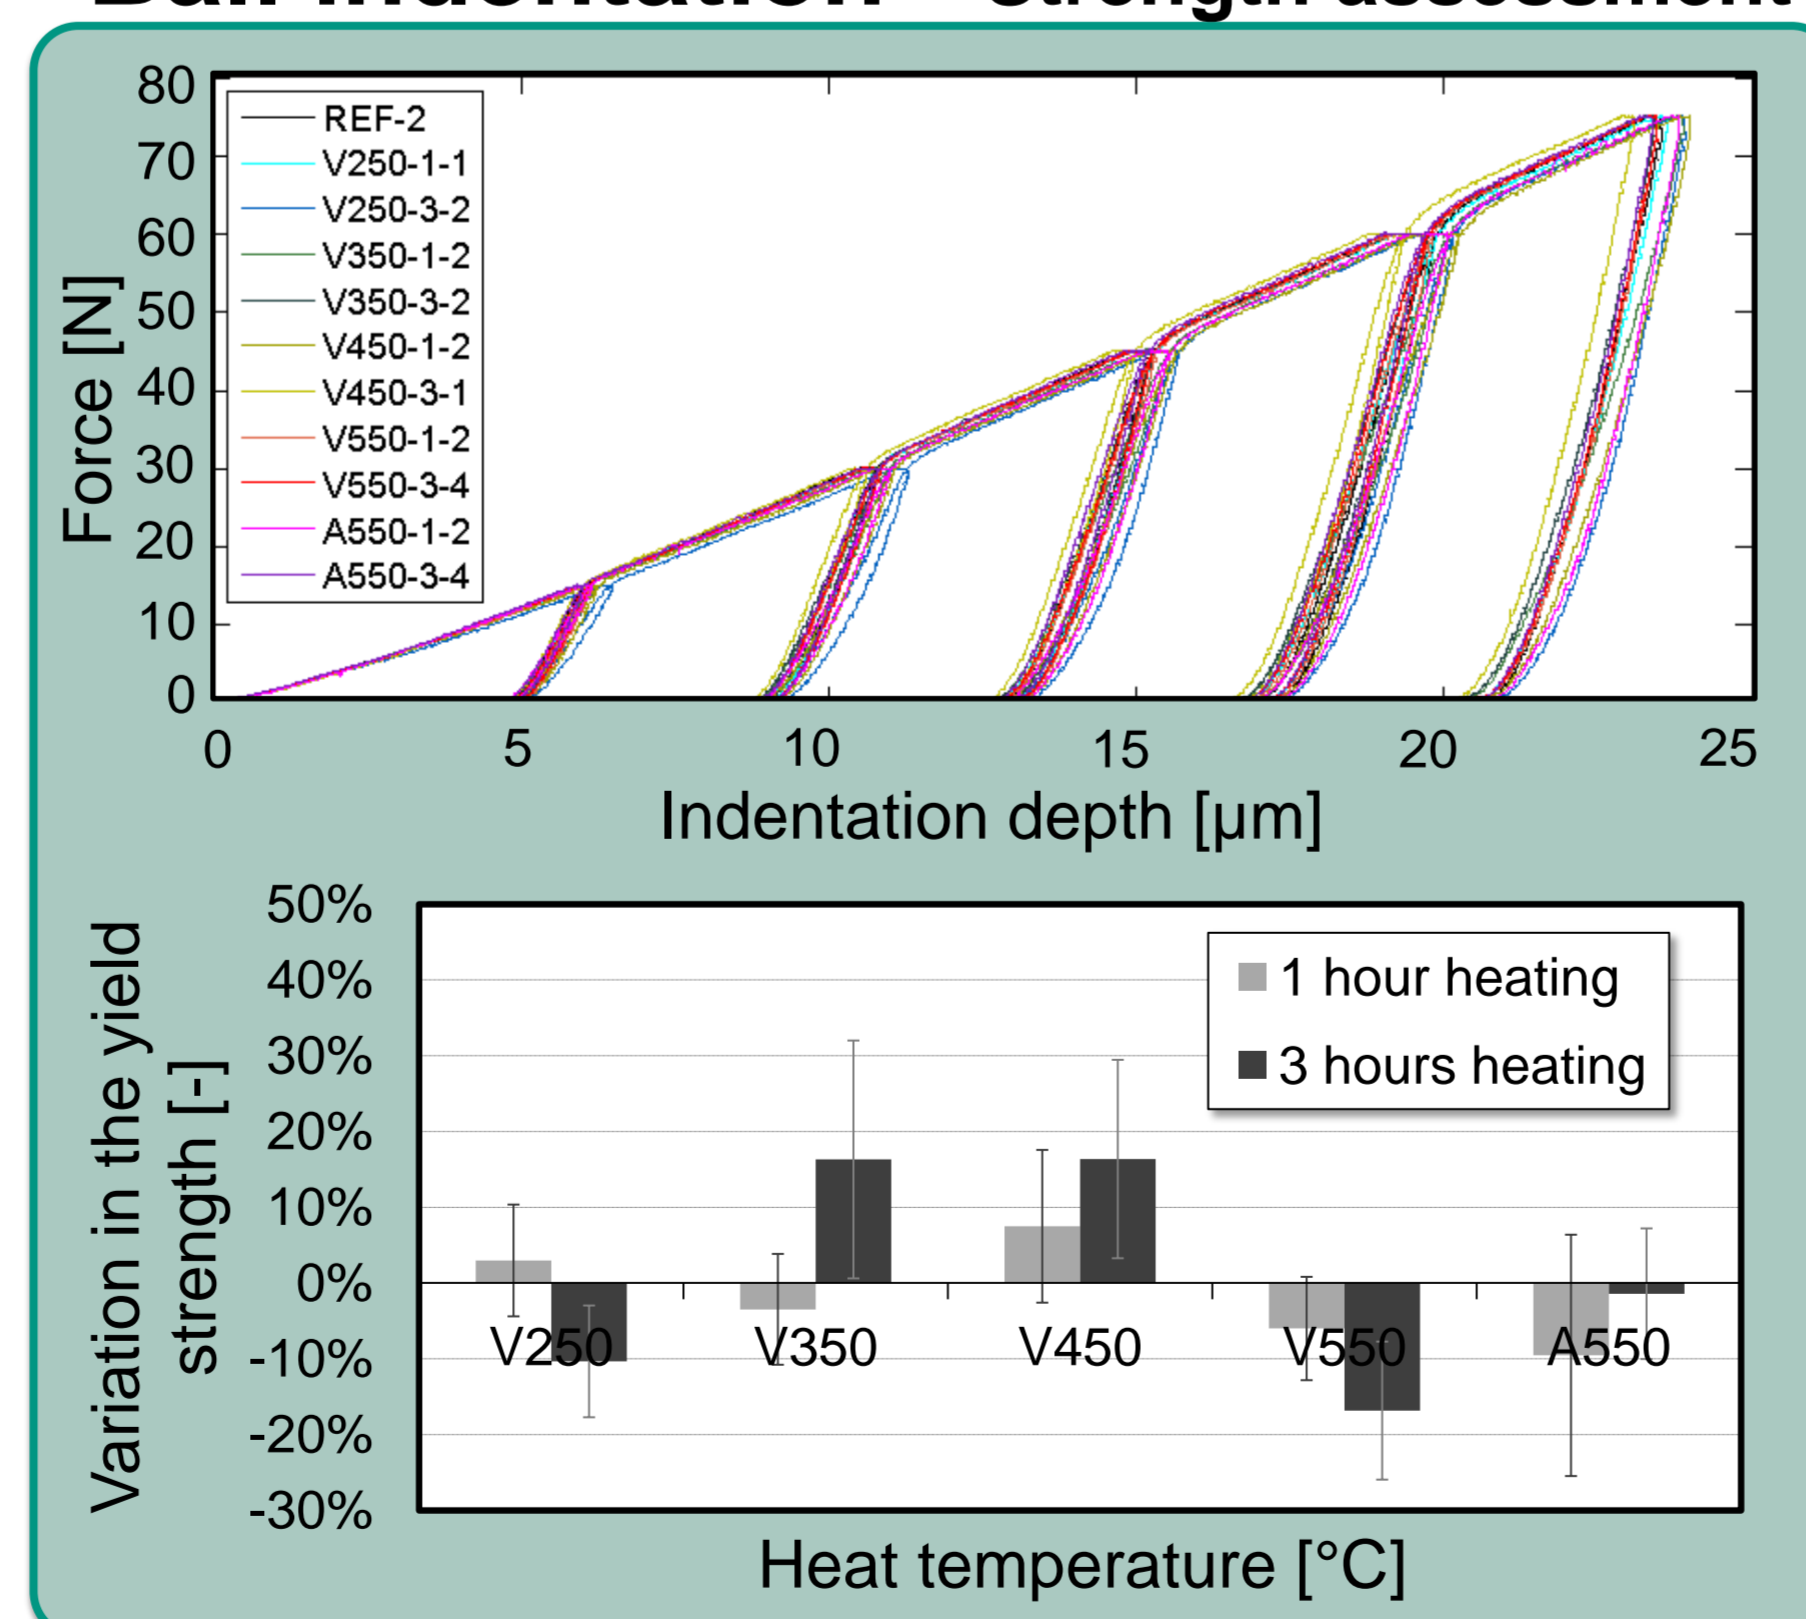 Ball indentation – strength assessment
80
70
60
50
40
30
20
10
0
Force [N]
REF-2
V250-1-1
V250-3-2
V350-1-2
V350-3-2
V450-1-2
V450-3-1
V550-1-2
V550-3-4
A550-1-2
A550-3-4
0 5 10 15 20 25
Indentation depth [µm]
Variation in the yield
strength [-]
50%
40%
30%
20%
10%
0%
-10%
-20%
-30%
1 hour heating
3 hours heating
V250 V350 V450 V550 A550
Heat temperature [°C]